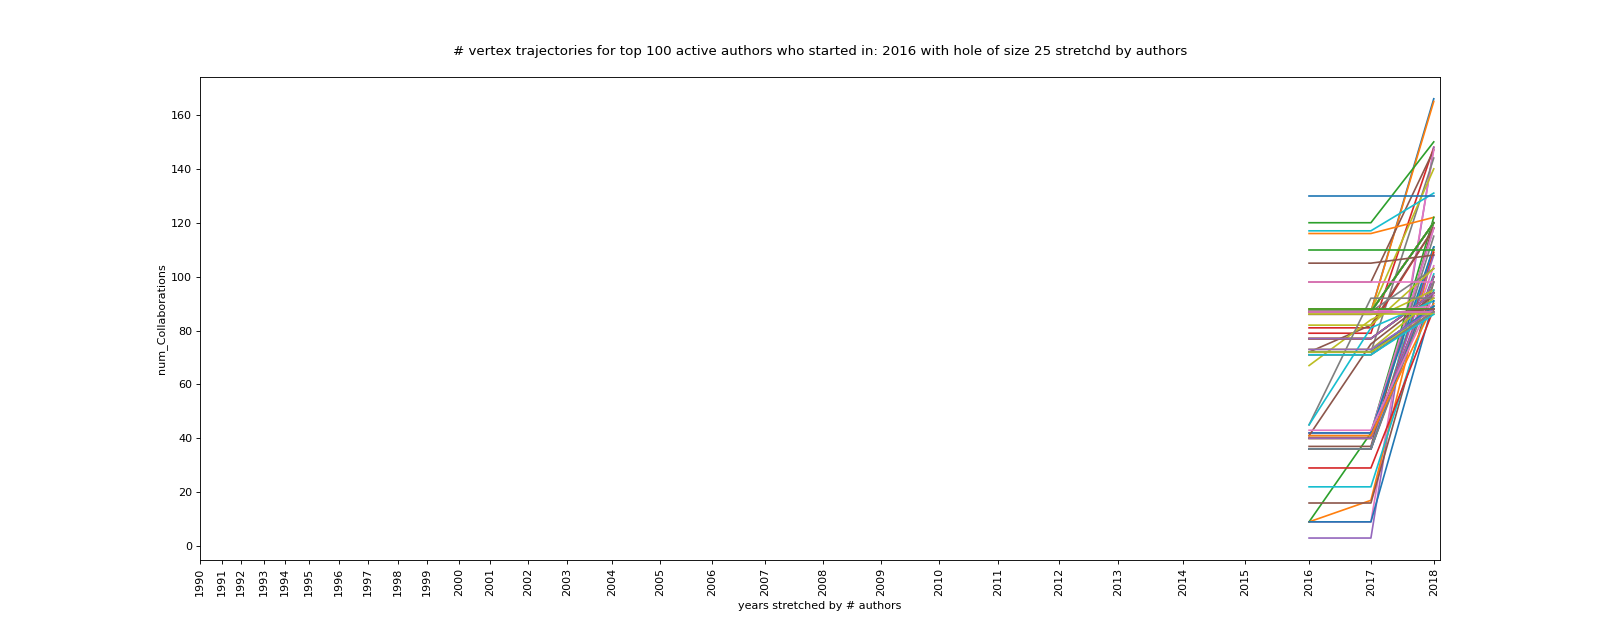 # vertex trajectories for top 100 active authors who started in: 2016 with hole of size 25 stretchd by authors
160
140
120
100
80
60
40
20
0
num_Collaborations
1990 1991 1992 1993 1994 1995 1996 1997 1998 1999 2000 2001 2002 2003 2004 2005 2006 2007 2008 2009 2010 2011 2012 2013 2014 2015 2016 2017 2018
years stretched by # authors